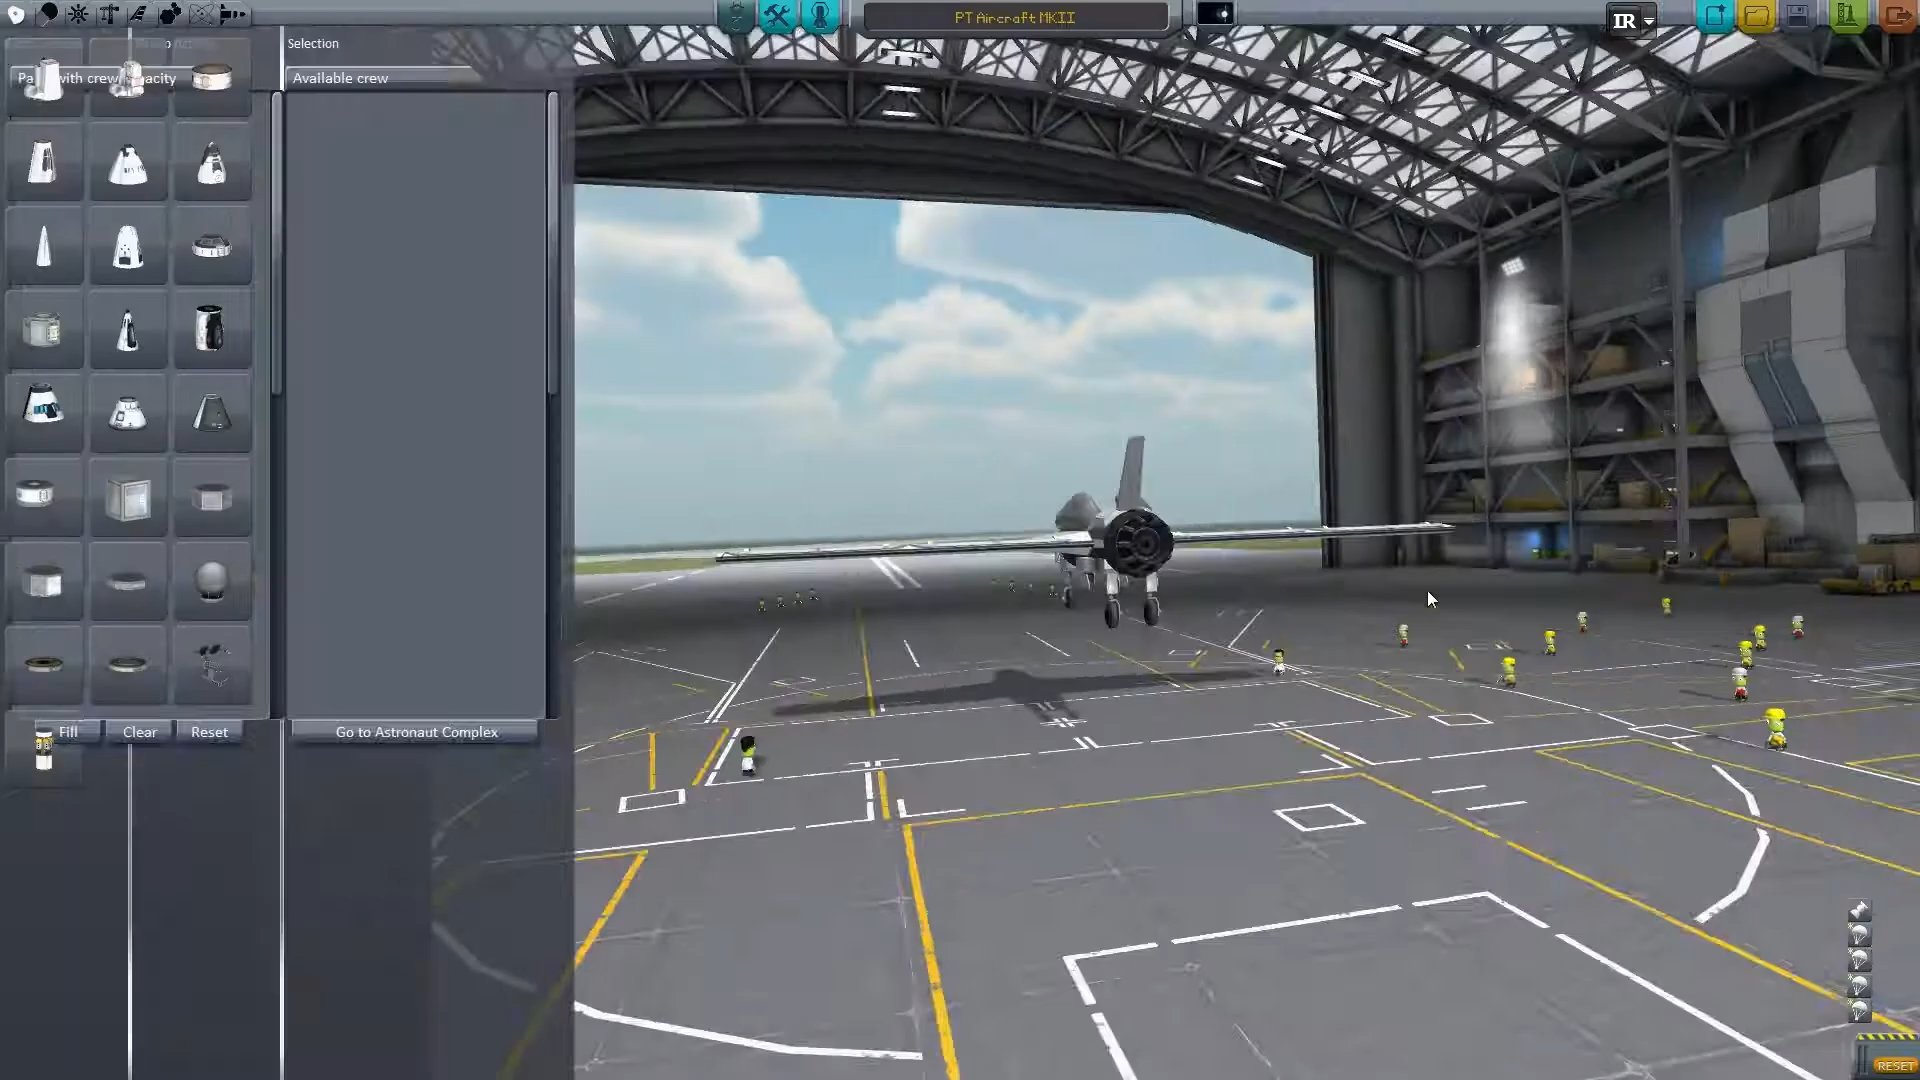 PT Aircraft MKII
IR
Selection
Available crew
Go to Astronaut Complex
Fill
Clear
Reset
RESET